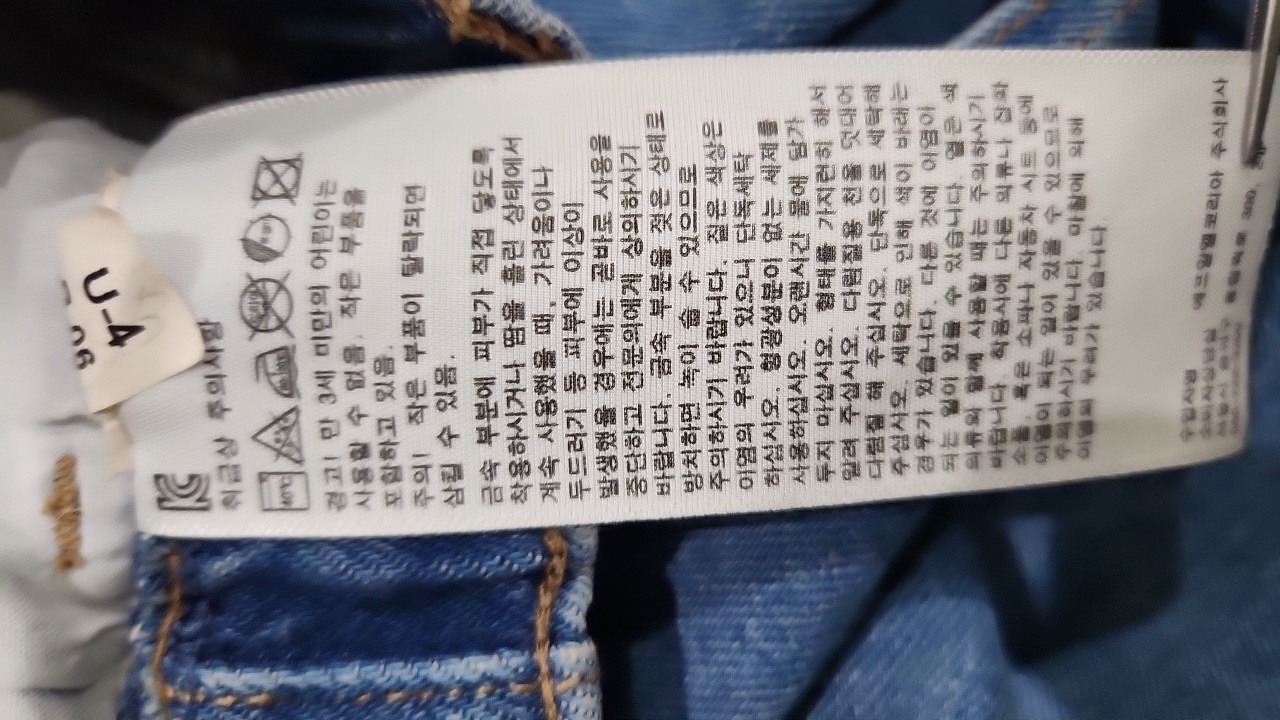 취급상 주의사항
40℃
경고! 만 3세 미만의 어린이는
사용할 수 없음. 작은 부품을
포함하고 있음.
주의! 작은 부품이 탈락되면
삼킬 수 있음.
금속 부분에 피부가 직접 닿도록
착용하시거나 땀을 흘린 상태에서
계속 사용했을 때, 가려움이나
두드러기 등 피부에 이상이
발생했을 경우에는 곧바로 사용을
중단하고 전문의에게 상의하시기
바랍니다. 금속 부분을 젖은 상태로
방치하면 녹이 슬 수 있으므로
주의하시기 바랍니다. 짙은 색상은
이염의 우려가 있으니 단독세탁
하십시오. 형광성분이 없는 세제를
사용하십시오. 오랜시간 물에 담가
두지 마십시오. 형태를 가지런히 해서
말려 주십시오. 다림질용 천을 덧대어
다림질 해 주십시오. 단독으로 세탁해
주십시오. 세탁으로 인해 색이 바래는
경우가 있습니다. 다른 것에 이염이
되는 일이 있을 수 있습니다. 옅은 색
의류와 함께 사용할 때는 주의하시기
바랍니다. 착용시에 다른 의류나 잡화
소품, 혹은 소파나 자동차 시트 등에
이염이 되는 일이 있을 수 있으므로
주의하시기 바랍니다. 마찰에 의해
이염의 우려가 있습니다.
수입자명 에프알엘코리아 주식회사
소비자상담실
U-4